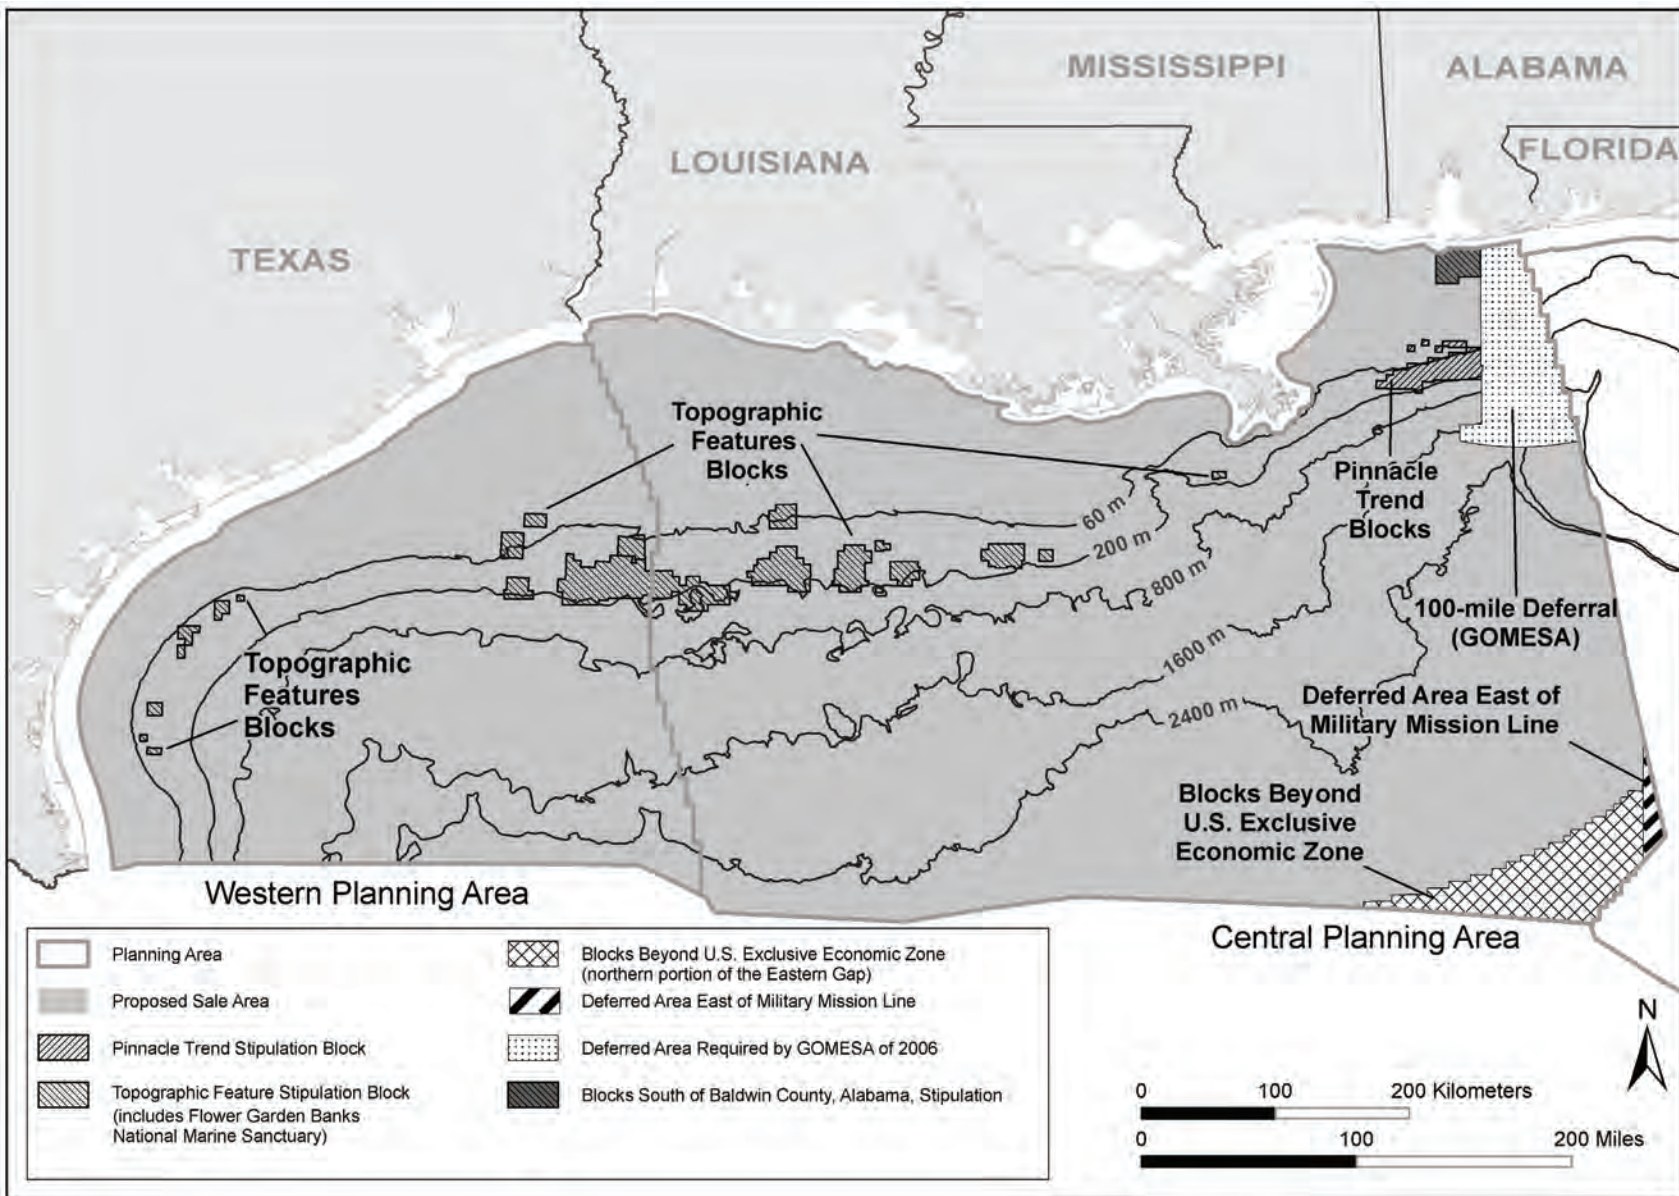 MISSISSIPPI
ALABAMA
LOUISIANA
FLORIDA
TEXAS
Topographic
Features
Blocks
Pinnacle
Trend
Blocks
60 m
200 m
800 m
1600 m
2400 m
100-mile Deferral
(GOMESA)
Topographic
Features
Blocks
Deferred Area East of
Military Mission Line
Blocks Beyond
U.S. Exclusive
Economic Zone
Western Planning Area
Central Planning Area
Planning Area
Proposed Sale Area
Pinnacle Trend Stipulation Block
Topographic Feature Stipulation Block
(includes Flower Garden Banks
National Marine Sanctuary)
Blocks Beyond U.S. Exclusive Economic Zone
(northern portion of the Eastern Gap)
Deferred Area East of Military Mission Line
Deferred Area Required by GOMESA of 2006
Blocks South of Baldwin County, Alabama, Stipulation
N
0 100 200 Kilometers
0 100 200 Miles